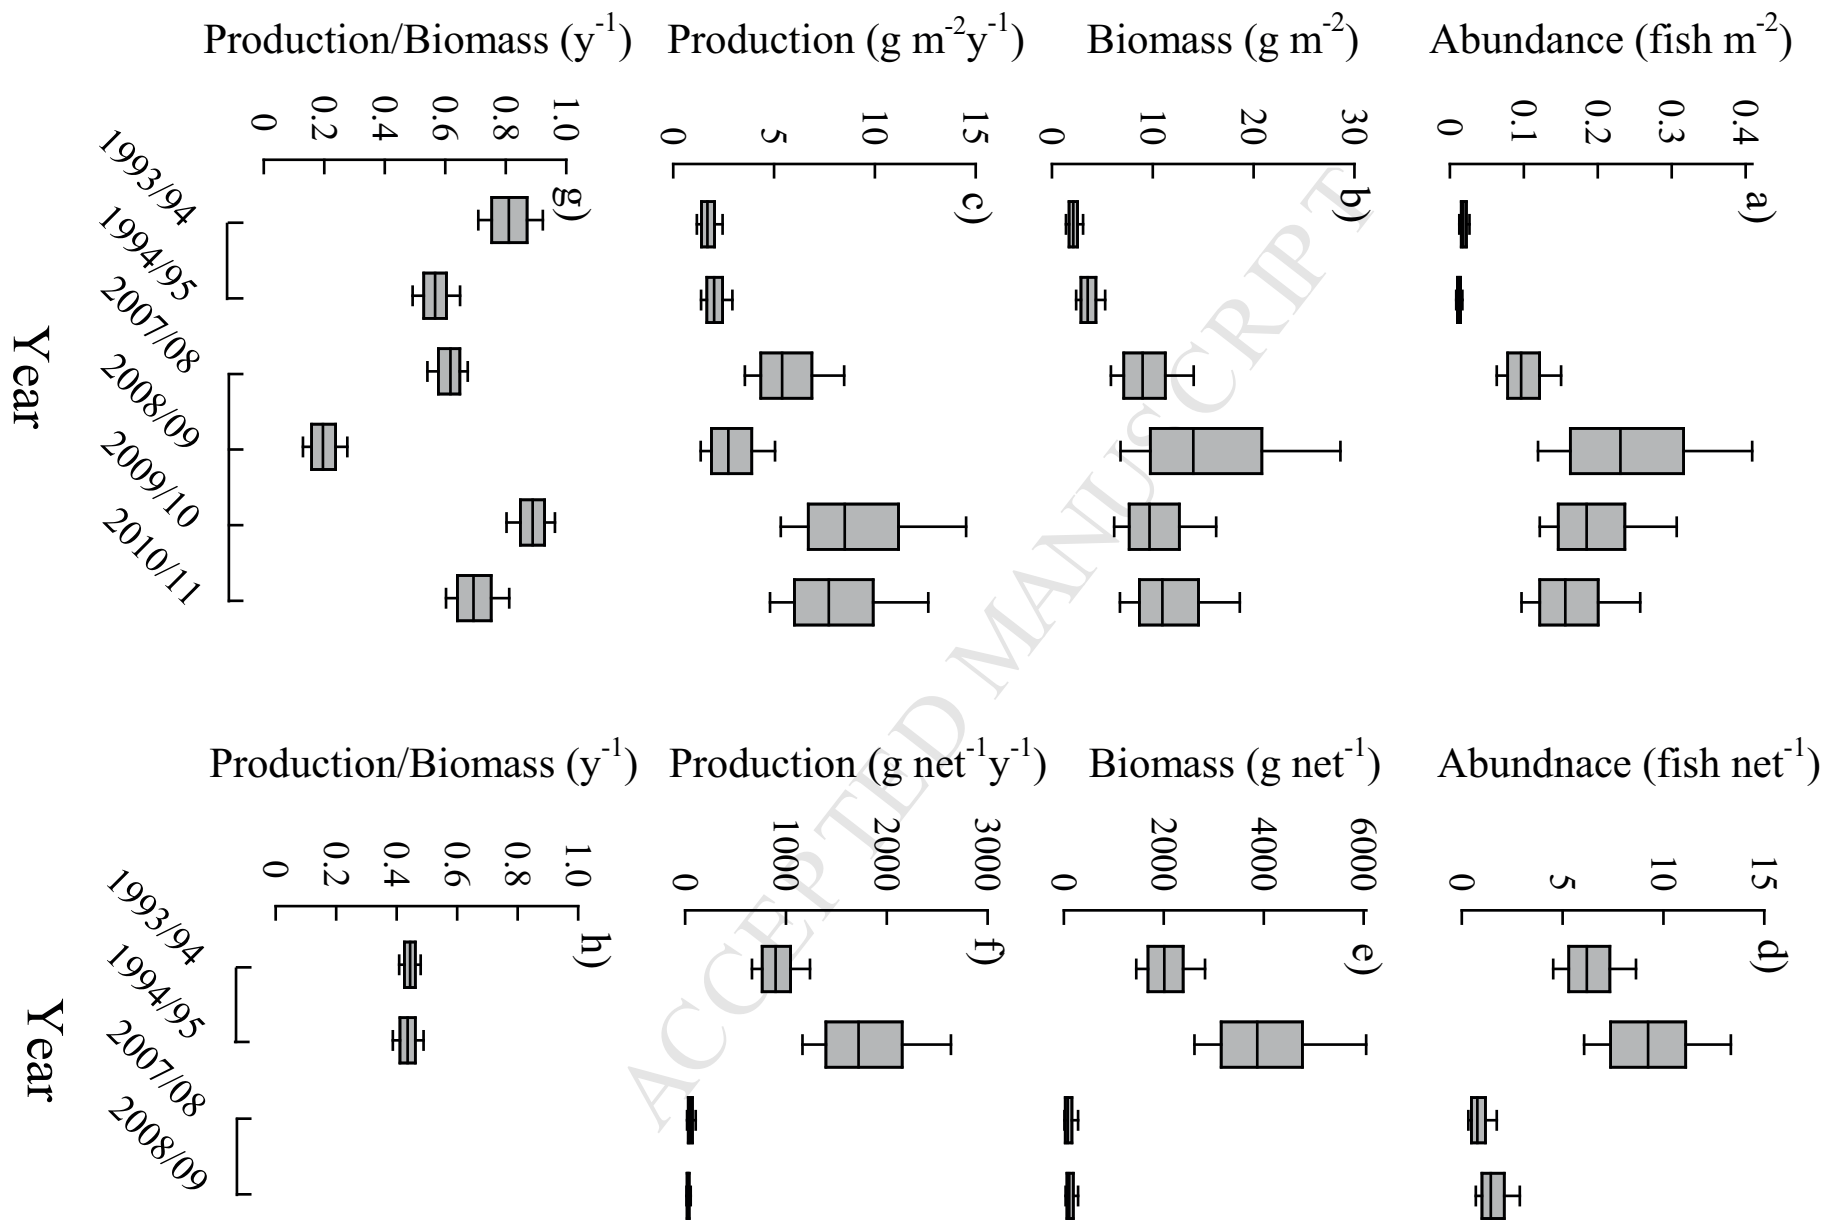 Abundance (fish m-2)
0
0.1
0.2
0.3
0.4
a)
Biomass (g m-2)
0
10
20
30
b)
Production (g m-2y-1)
0
5
10
15
c)
Production/Biomass (y-1)
0
0.2
0.4
0.6
0.8
1.0
g)
1993/94
1994/95
2007/08
2008/09
2009/10
2010/11
Year
Abundnace (fish net-1)
0
5
10
15
d)
Biomass (g net-1)
0
2000
4000
6000
e)
Production (g net-1y-1)
0
1000
2000
3000
f)
Production/Biomass (y-1)
0
0.2
0.4
0.6
0.8
1.0
h)
1993/94
1994/95
2007/08
2008/09
Year
ACCEPTED MANUSCRIPT